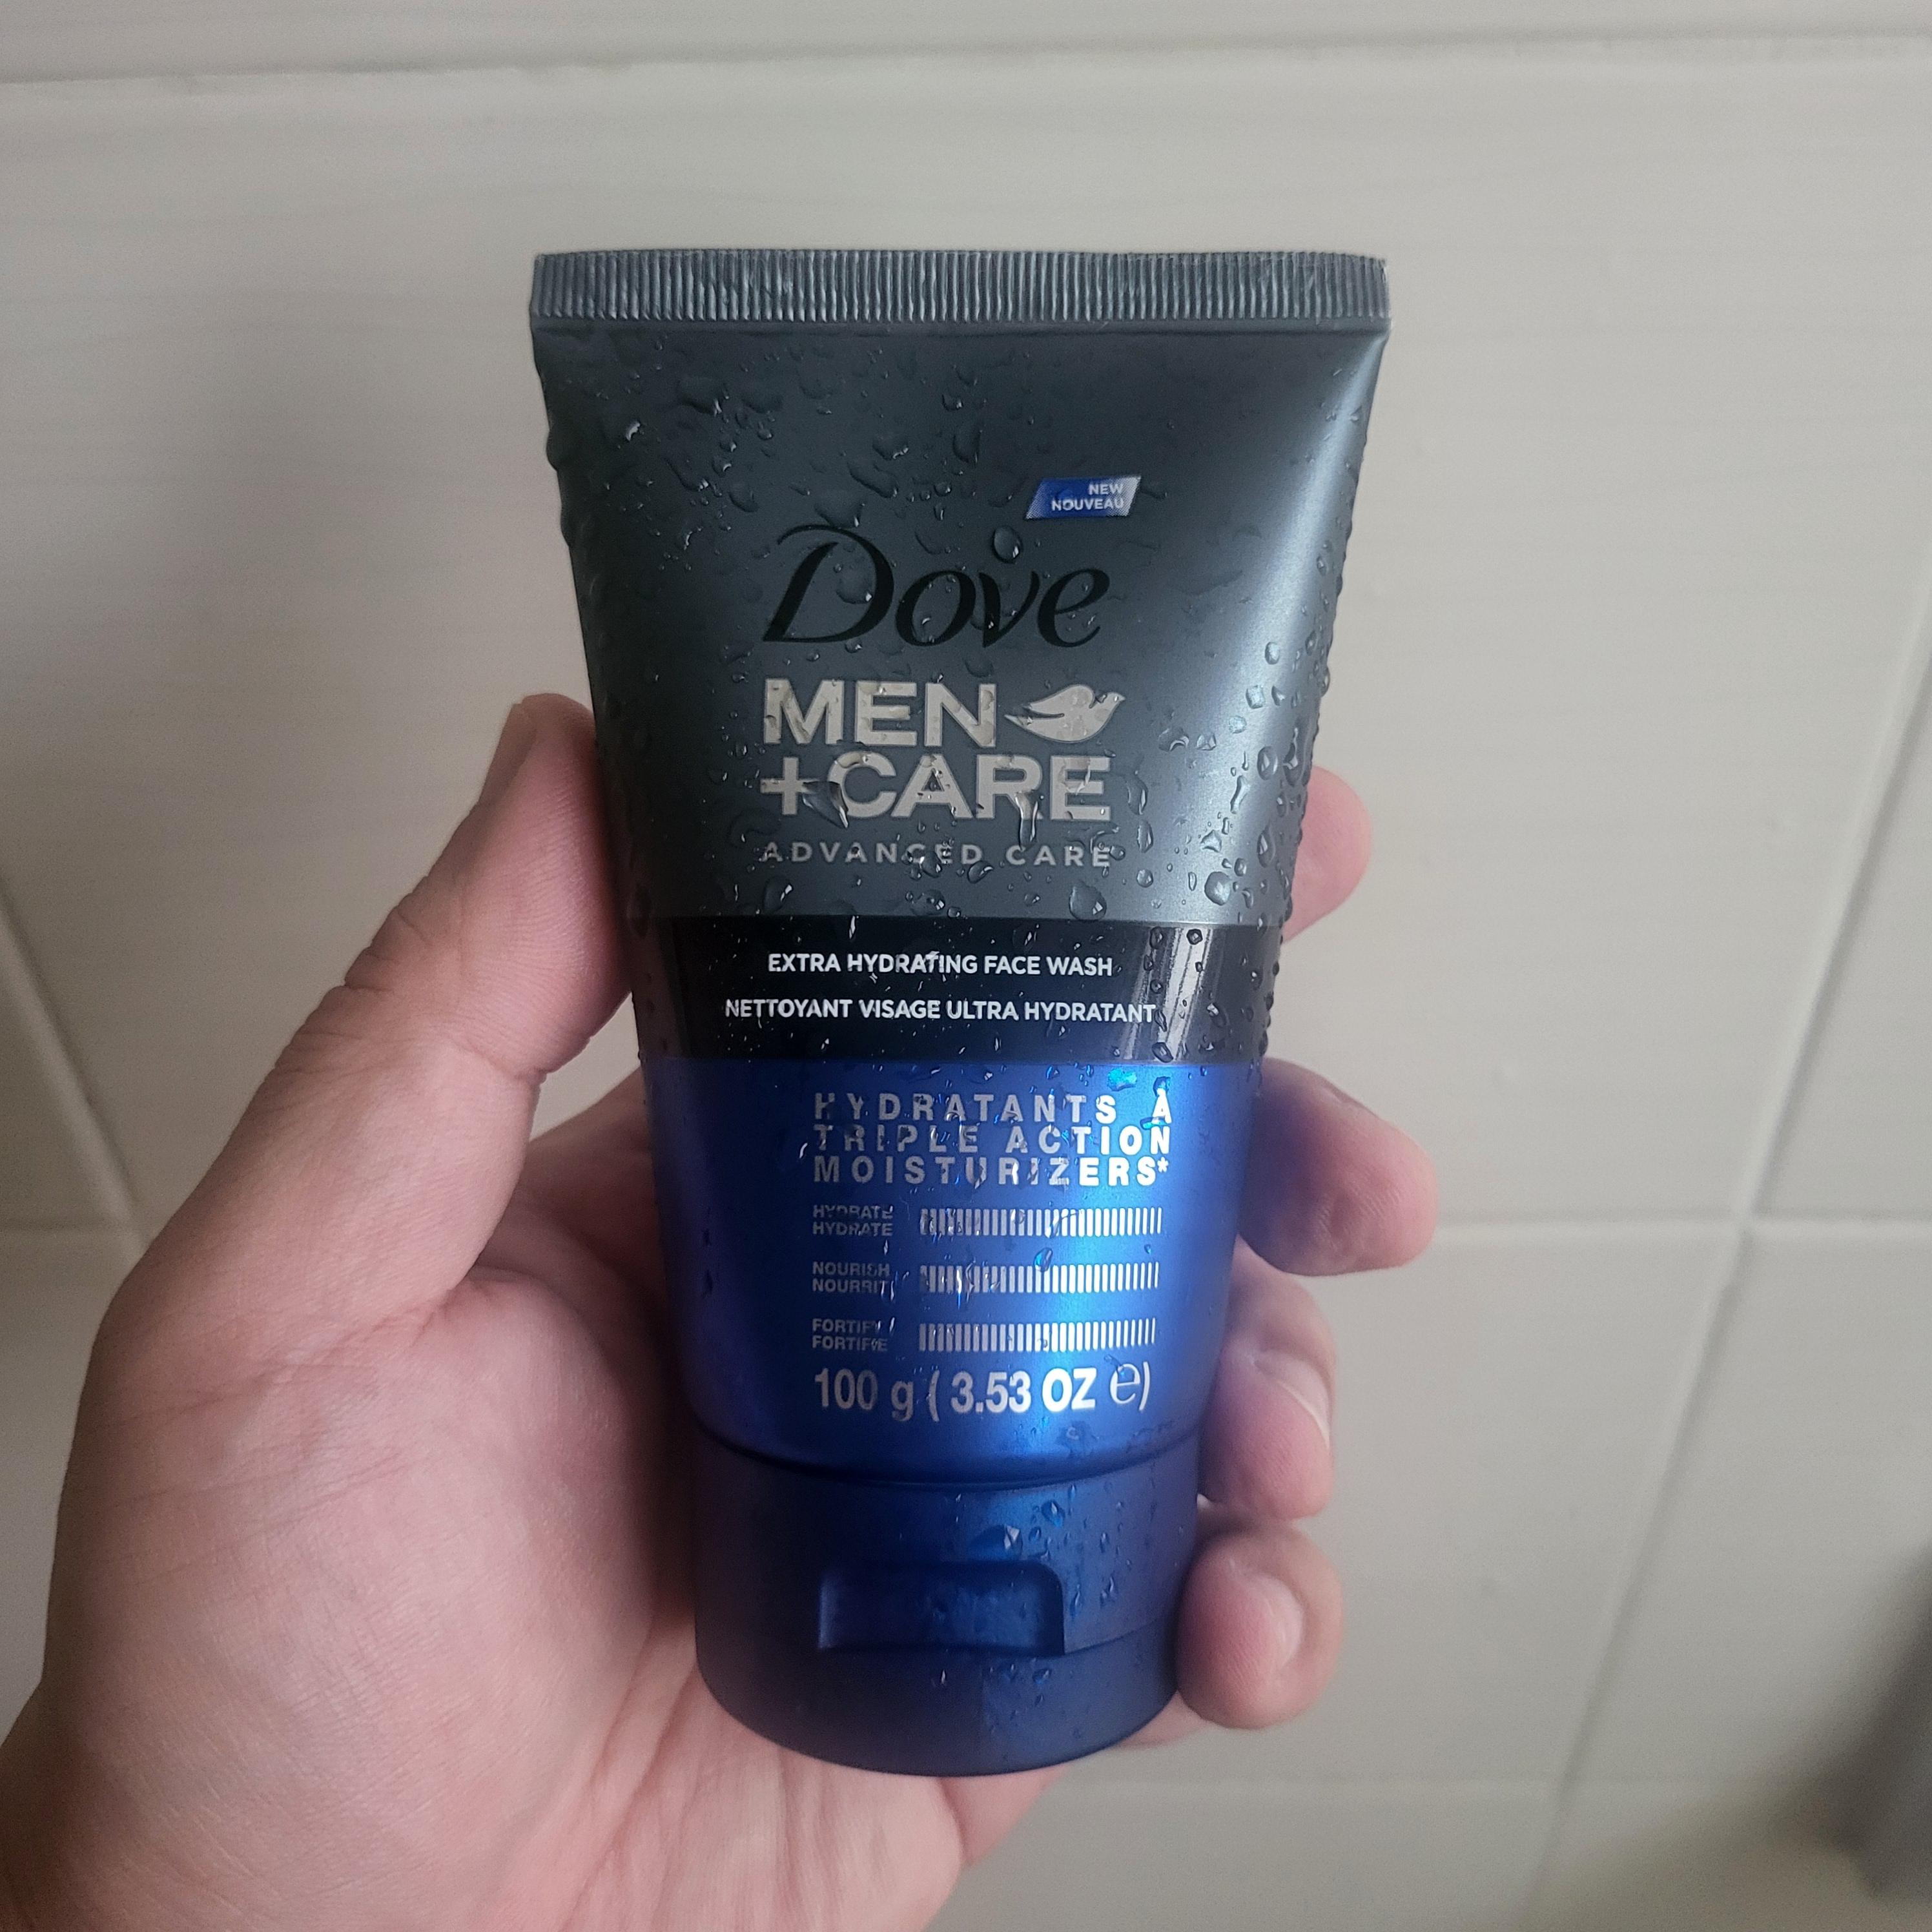 NEW
NOUVEAU
Dove
MEN
+CARE
ADVANCED CARE
EXTRA HYDRATING FACE WASH
NETTOYANT VISAGE ULTRA HYDRATANT
HYDRATANTS À
TRIPLE ACTION
MOISTURIZERS*
HYDRATE
HYDRATE
NOURISH
NOURRIT
FORTIFY
FORTIFIE
100 g ( 3.53 OZ ℮)